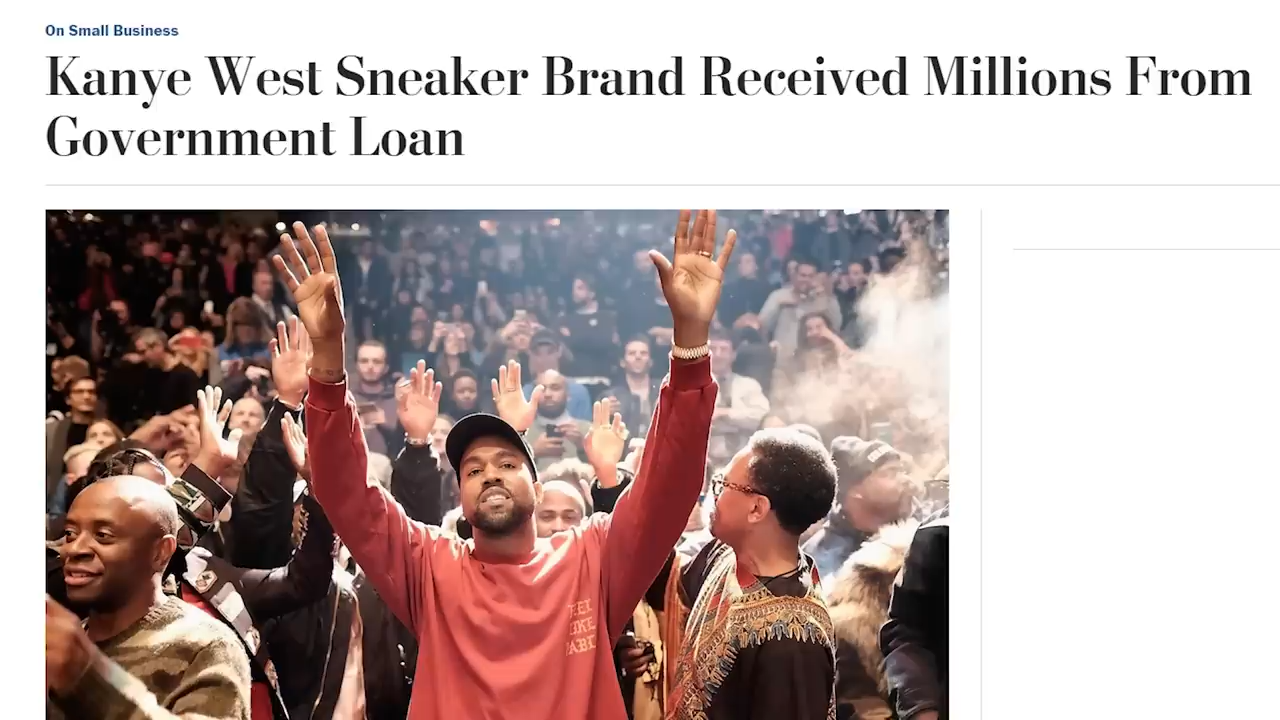 On Small Business
Kanye West Sneaker Brand Received Millions From
Government Loan